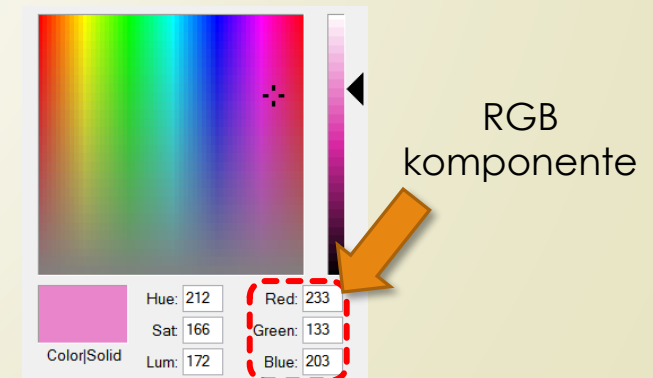 RGB
komponente
Hue: 212
Red: 233
Sat: 166
Green: 133
Color|Solid
Lum: 172
Blue: 203